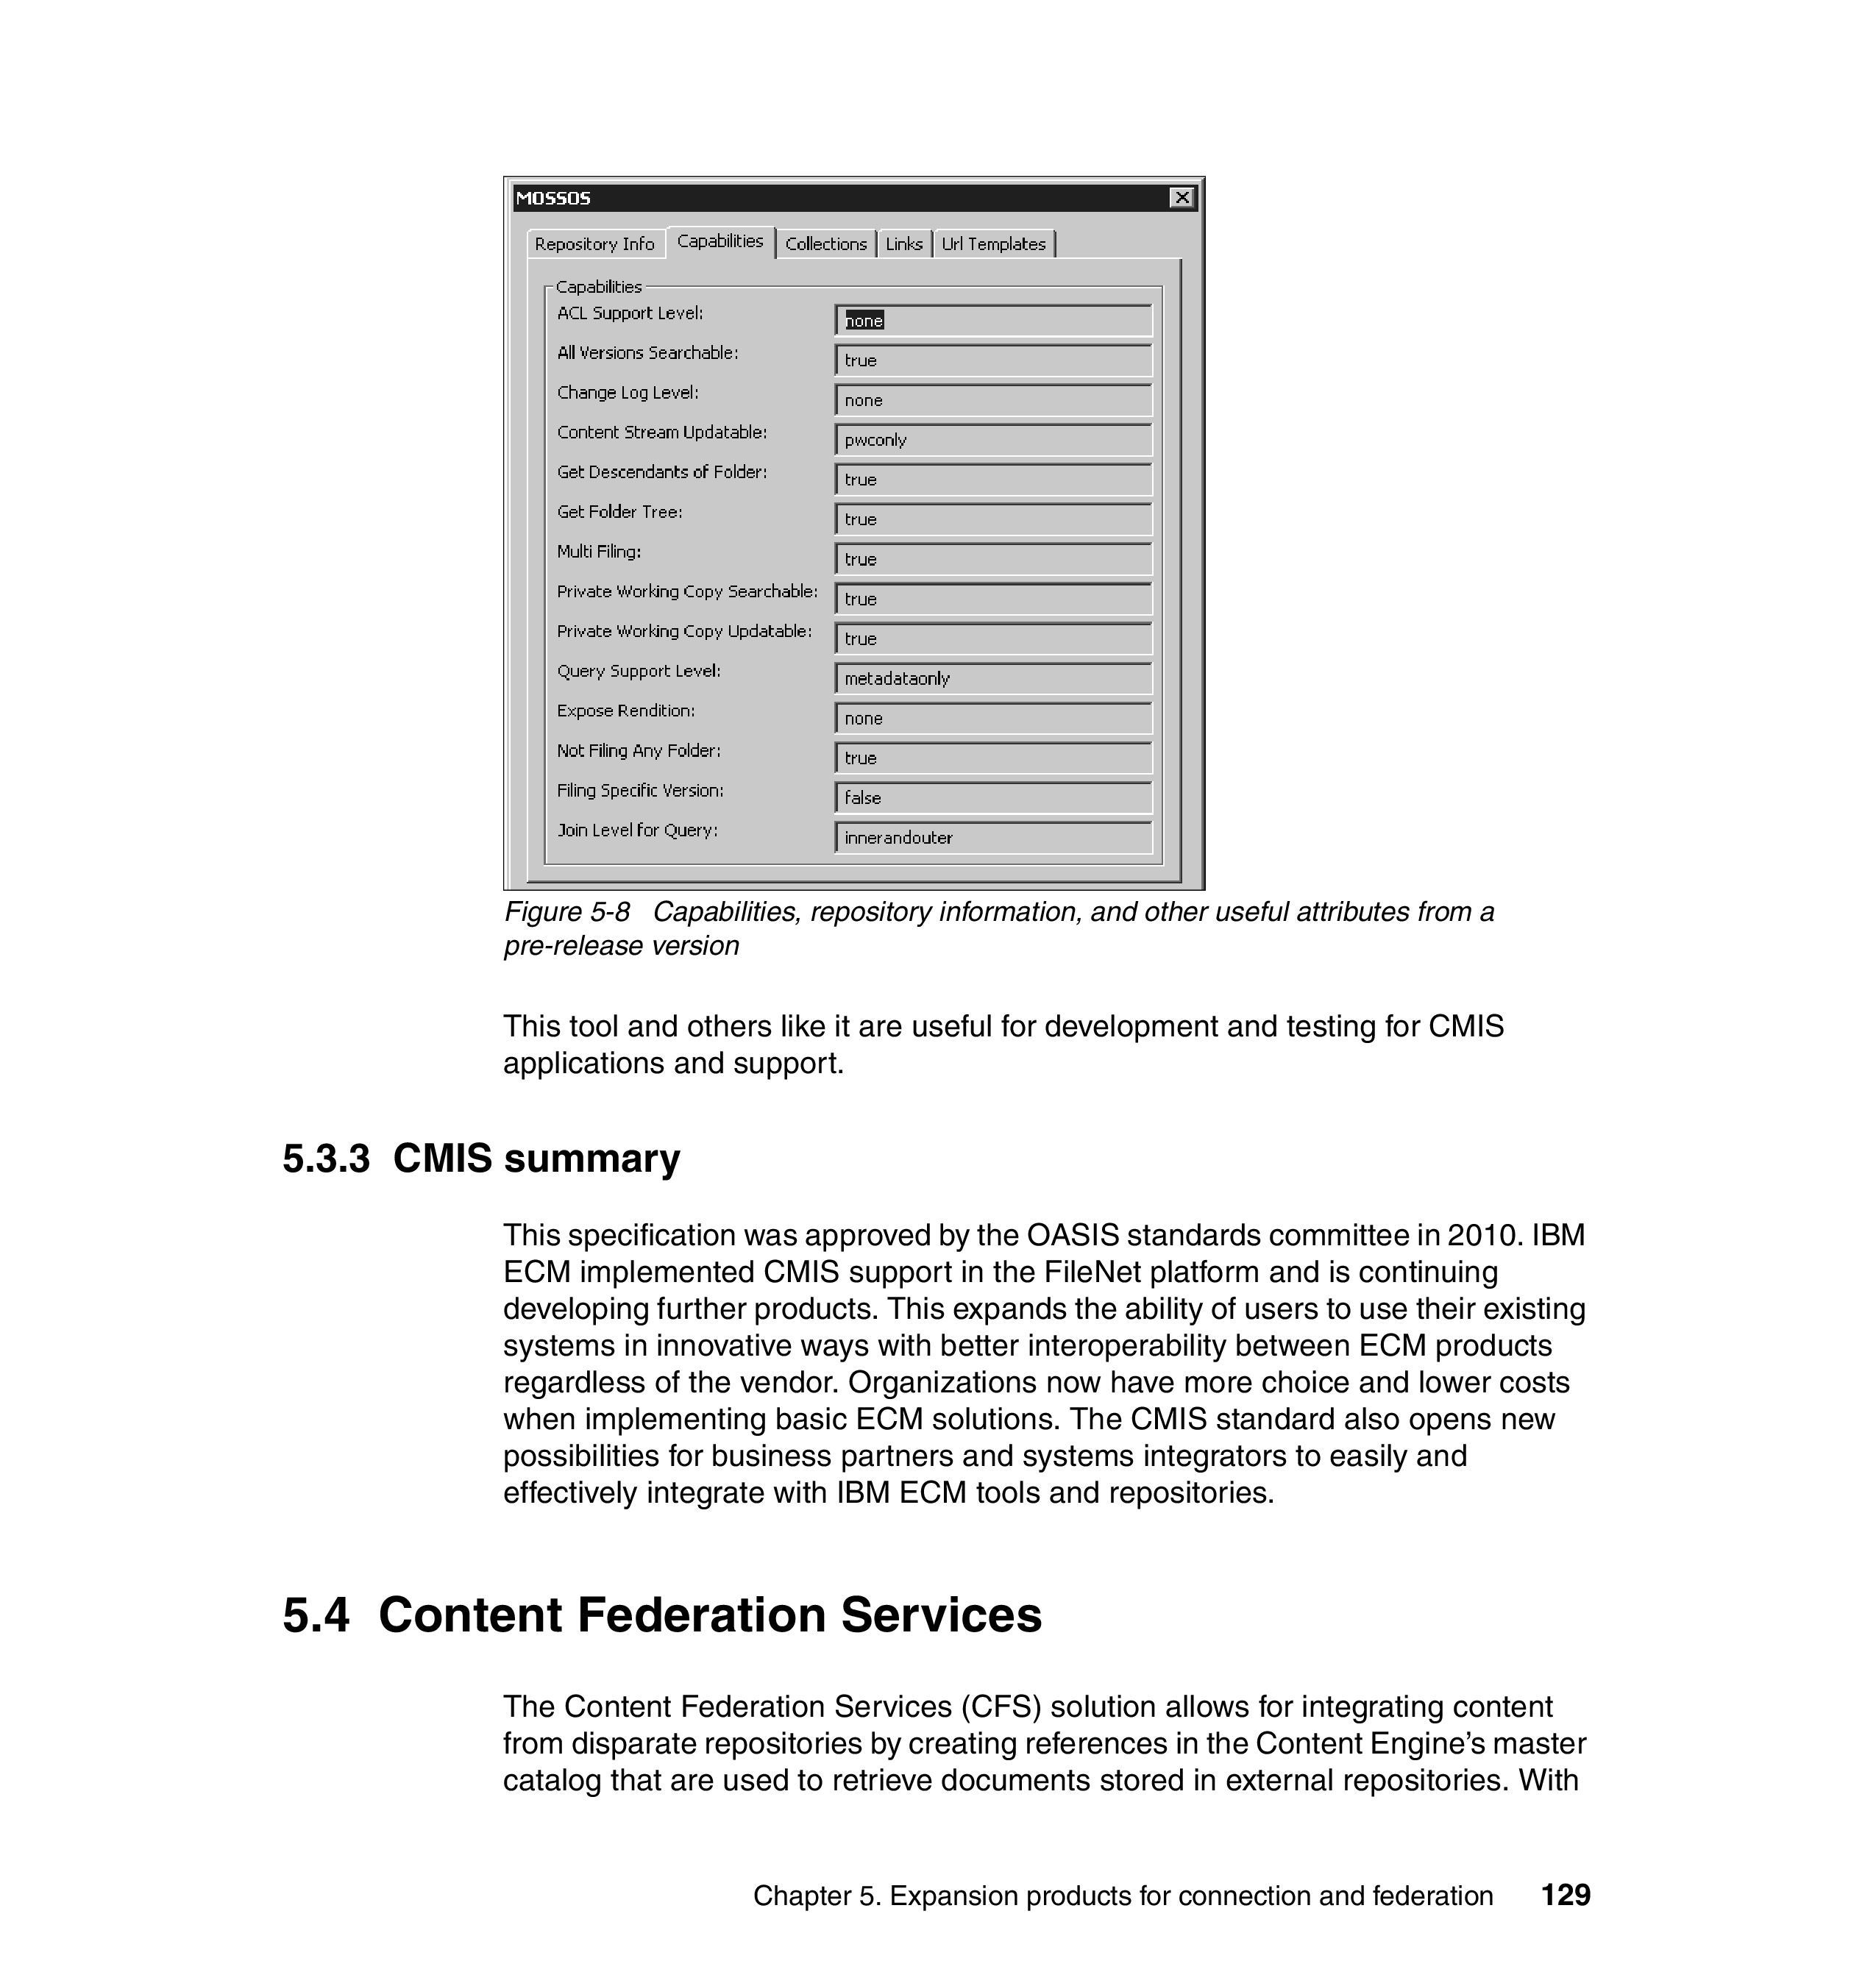 MOSSOS
Repository Info Capabilities Collections Links Url Templates
Capabilities
ACL Support Level: none
All Versions Searchable: true
Change Log Level: none
Content Stream Updatable: pwconly
Get Descendants of Folder: true
Get Folder Tree: true
Multi Filing: true
Private Working Copy Searchable: true
Private Working Copy Updatable: true
Query Support Level: metadataonly
Expose Rendition: none
Not Filing Any Folder: true
Filing Specific Version: false
Join Level for Query: innerandouter
Figure 5-8 Capabilities, repository information, and other useful attributes from a
pre-release version
This tool and others like it are useful for development and testing for CMIS
applications and support.
5.3.3 CMIS summary
This specification was approved by the OASIS standards committee in 2010. IBM
ECM implemented CMIS support in the FileNet platform and is continuing
developing further products. This expands the ability of users to use their existing
systems in innovative ways with better interoperability between ECM products
regardless of the vendor. Organizations now have more choice and lower costs
when implementing basic ECM solutions. The CMIS standard also opens new
possibilities for business partners and systems integrators to easily and
effectively integrate with IBM ECM tools and repositories.
5.4 Content Federation Services
The Content Federation Services (CFS) solution allows for integrating content
from disparate repositories by creating references in the Content Engine’s master
catalog that are used to retrieve documents stored in external repositories. With
Chapter 5. Expansion products for connection and federation 129